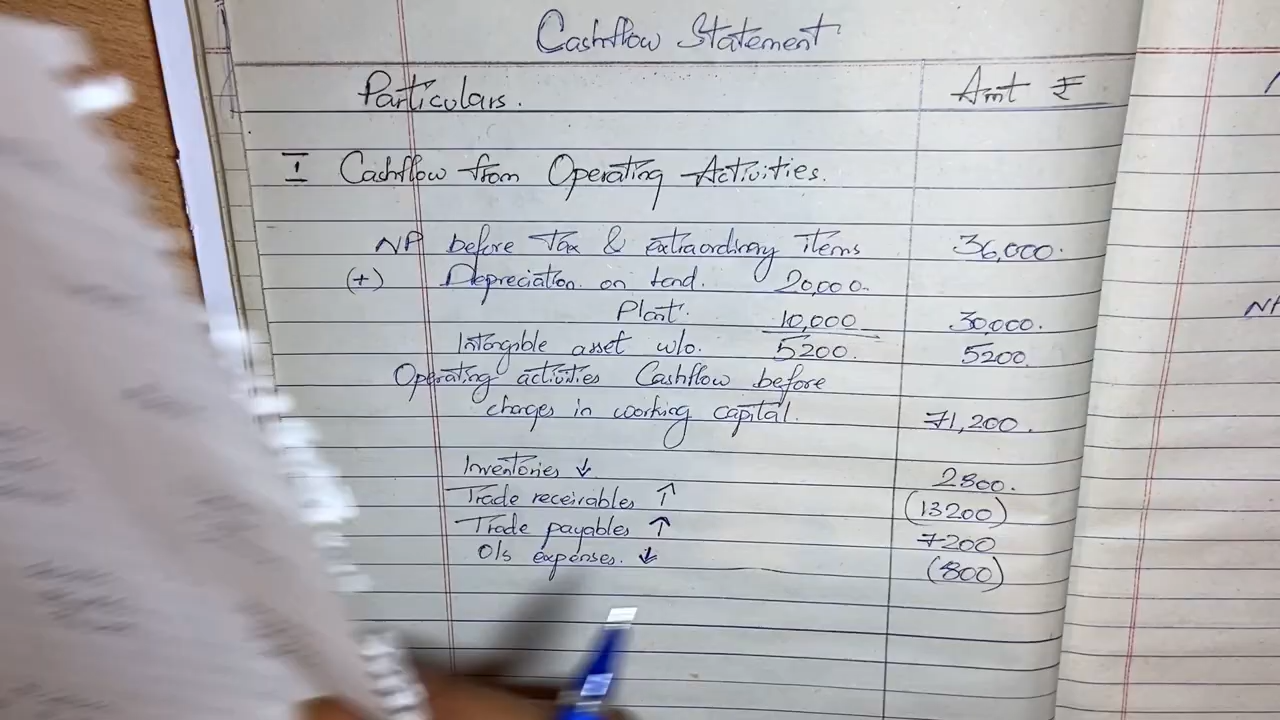 Cashflow Statement
Particulars. Amt ₹
I Cashflow from Operating Activities.
NP before Tax & extraordinary Items 36,000.
(+) Depreciation on Land. 20,000.
Plant. 10,000 30,000.
Intangible asset w/o. 5200. 5200
Operating activities Cashflow before
changes in working capital. 71,200.
Inventories ↓ 2800.
Trade receivables ↑ (13200)
Trade payables ↑ 7200
O/s expenses. ↓ (800)